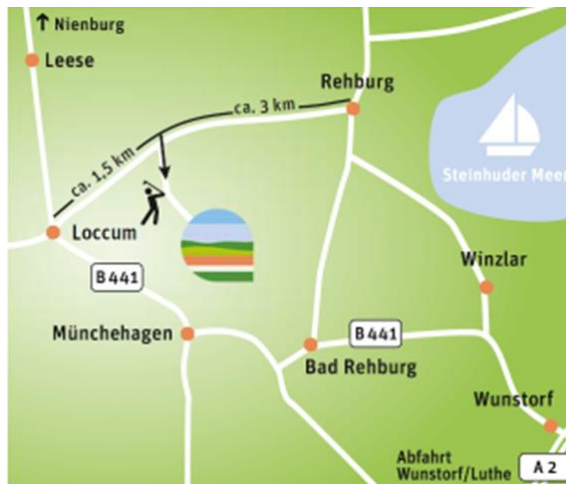 Nienburg
Leese
Rehburg
ca. 3 km
ca. 1,5 km
Steinhuder Meer
Loccum
Winzlar
B 441
Münchehagen
B 441
Bad Rehburg
Wunstorf
Abfahrt
Wunstorf/Luthe
A 2